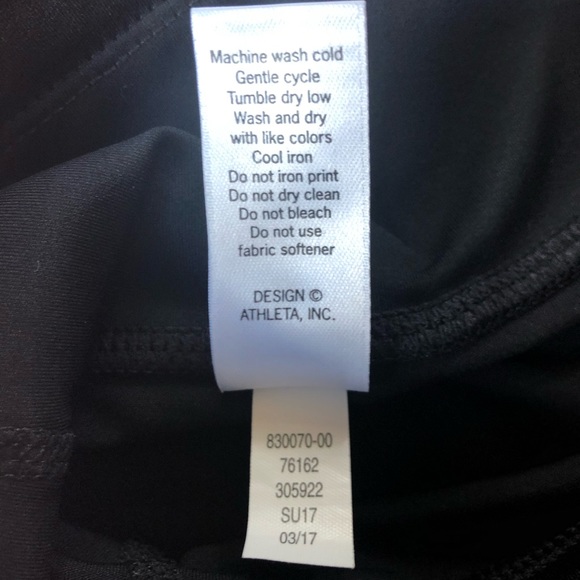 Machine wash cold
Gentle cycle
Tumble dry low
Wash and dry
with like colors
Cool iron
Do not iron print
Do not dry clean
Do not bleach
Do not use
fabric softener
DESIGN ©
ATHLETA, INC.
830070-00
76162
305922
SU17
03/17